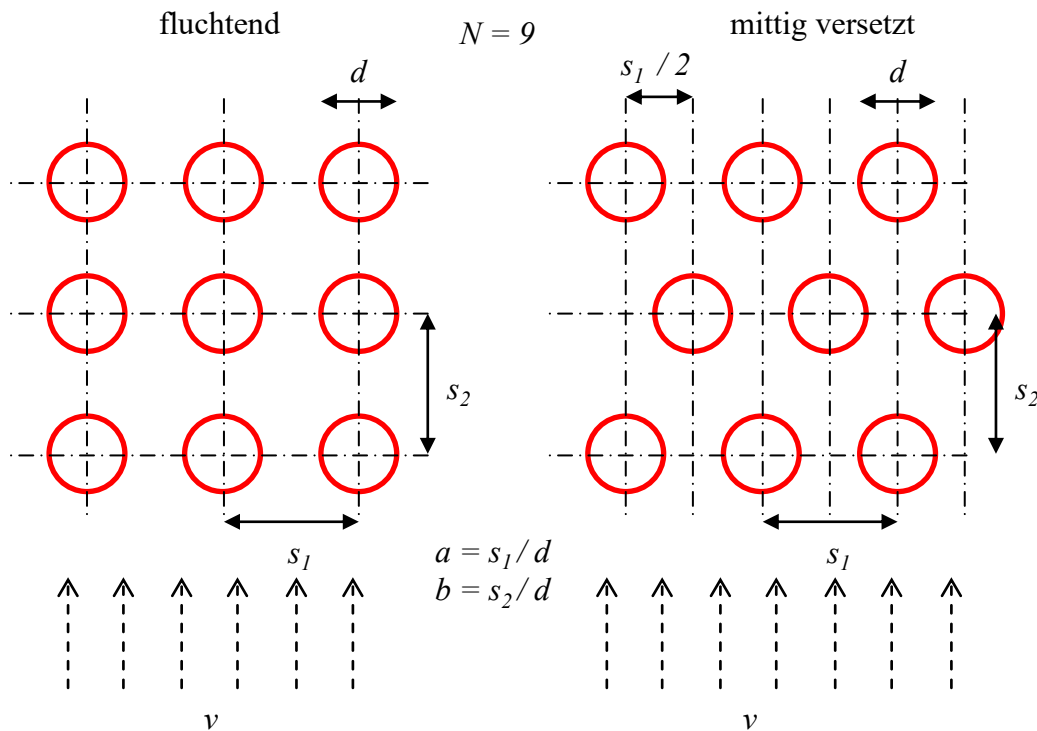 fluchtend
N = 9
mittig versetzt
d
s₁ / 2
d
s₂
s₂
s₁
s₁
a = s₁ / d
b = s₂ / d
v
v